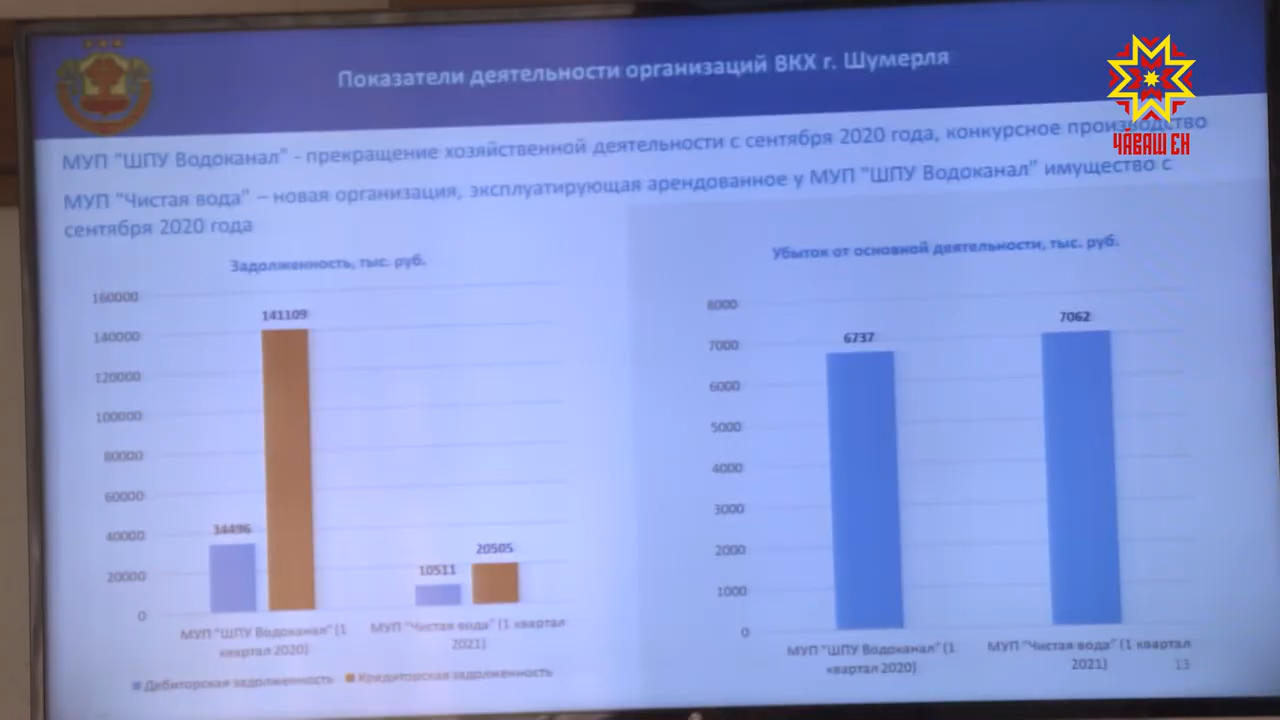 Показатели деятельности организаций ВКХ г. Шумерля
ЧӐВАШ ЕН
МУП "ШПУ Водоканал" - прекращение хозяйственной деятельности с сентября 2020 года, конкурсное производство
МУП "Чистая вода" – новая организация, эксплуатирующая арендованное у МУП "ШПУ Водоканал" имущество с
сентября 2020 года
Задолженность, тыс. руб.
160000
140000
120000
100000
80000
60000
40000
20000
0
141109
34496
10511
20505
МУП "ШПУ Водоканал" (1
квартал 2020)
МУП "Чистая вода" (1 квартал
2021)
Дебиторская задолженность
Кредиторская задолженность
Убыток от основной деятельности, тыс. руб.
8000
7000
6000
5000
4000
3000
2000
1000
0
6737
7062
МУП "ШПУ Водоканал" (1
квартал 2020)
МУП "Чистая вода" (1 квартал
2021)
13